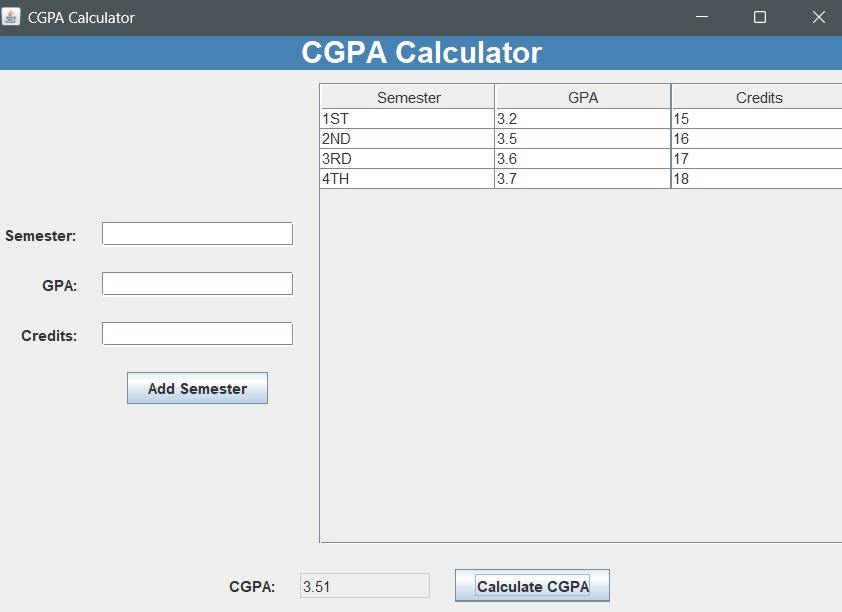 CGPA Calculator
CGPA Calculator
Semester GPA Credits
1ST 3.2 15
2ND 3.5 16
3RD 3.6 17
4TH 3.7 18
Semester:
GPA:
Credits:
Add Semester
CGPA: 3.51 Calculate CGPA